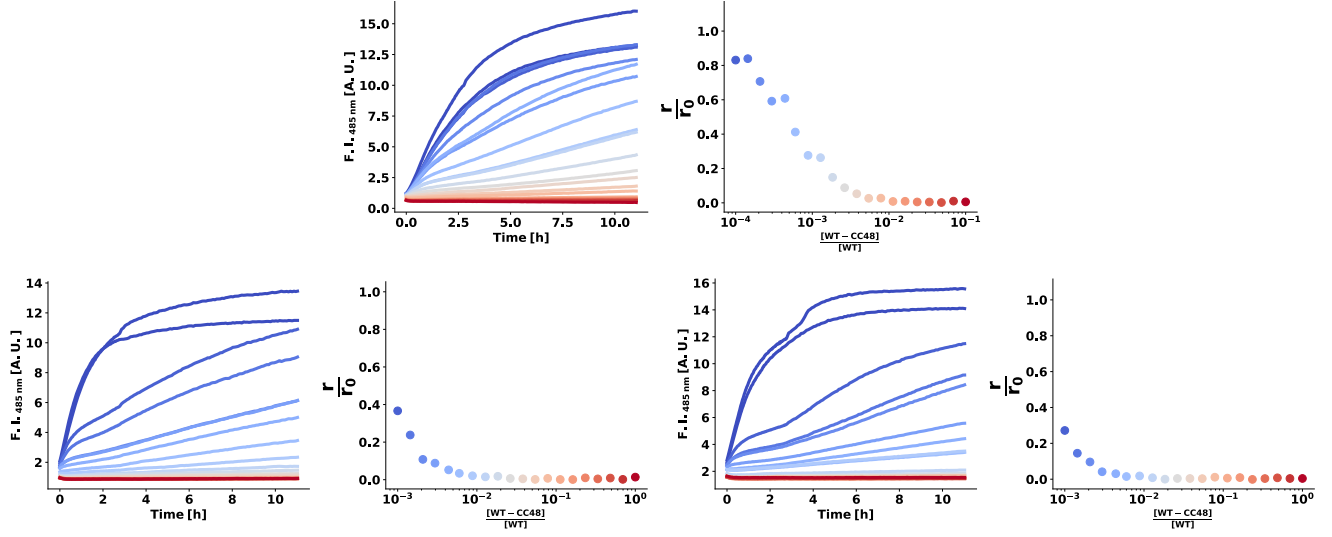 15.0
12.5
10.0
7.5
5.0
2.5
0.0
F. I. 485 nm [A. U.]
0.0 2.5 5.0 7.5 10.0
Time [h]
1.0
0.8
0.6
0.4
0.2
0.0
r
r0
10−4 10−3 10−2 10−1
[WT − CC48]
[WT]
14
12
10
8
6
4
2
F. I. 485 nm [A. U.]
0 2 4 6 8 10
Time [h]
1.0
0.8
0.6
0.4
0.2
0.0
r
r0
10−3 10−2 10−1 100
[WT − CC48]
[WT]
16
14
12
10
8
6
4
2
F. I. 485 nm [A. U.]
0 2 4 6 8 10
Time [h]
1.0
0.8
0.6
0.4
0.2
0.0
r
r0
10−3 10−2 10−1 100
[WT − CC48]
[WT]